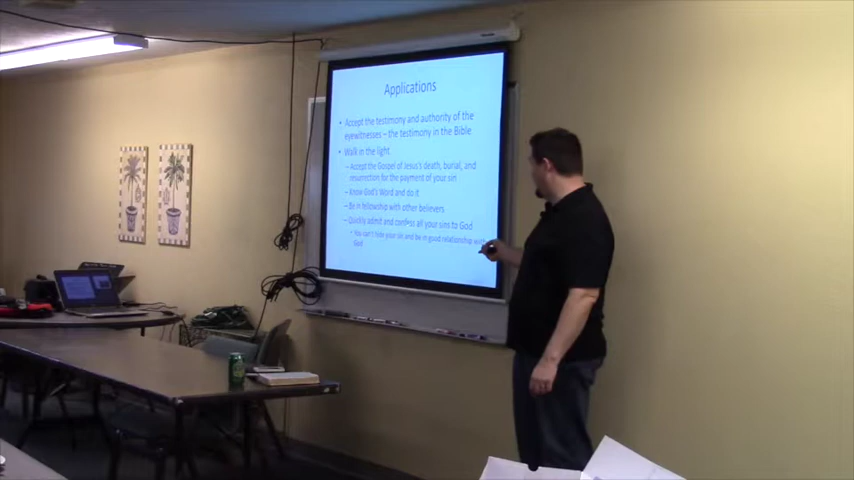 Applications
• Accept the testimony and authority of the
eyewitnesses – the testimony in the Bible
• Walk in the light
– Accept the Gospel of Jesus's death, burial, and
resurrection for the payment of your sin
– Know God's Word and do it
– Be in fellowship with other believers
– Quickly admit and confess all your sins to God
• You can't hide your sin and be in good relationship with
God